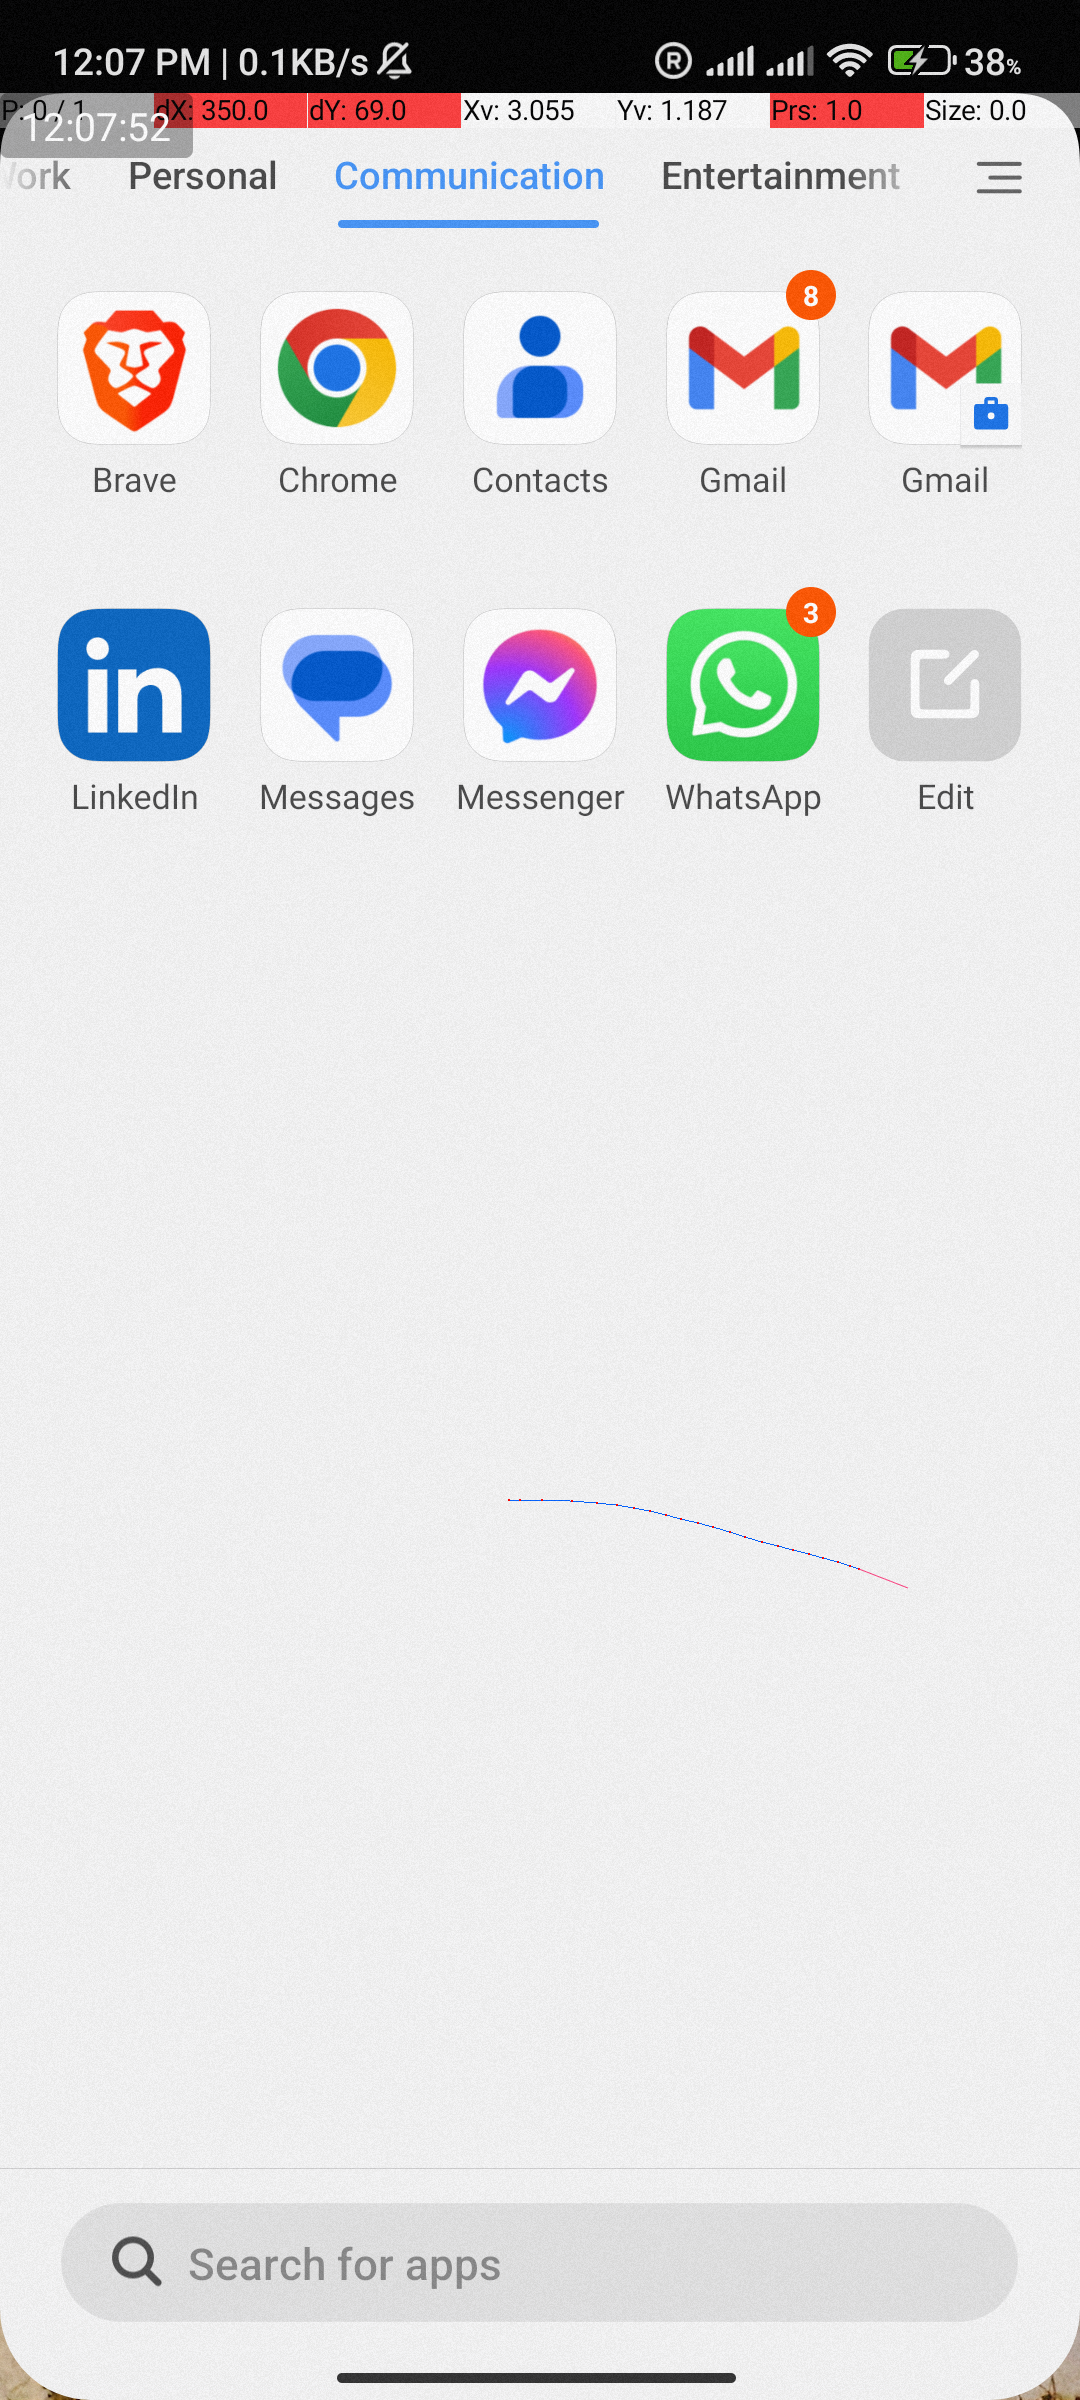 12:07 PM | 0.1KB/s
R
38%
P: 0 / 1 dX: 350.0 dY: 69.0 Xv: 3.055 Yv: 1.187 Prs: 1.0 Size: 0.0
12:07:52
Work Personal Communication Entertainment
8
Brave Chrome Contacts Gmail Gmail
in
3
LinkedIn Messages Messenger WhatsApp Edit
Search for apps